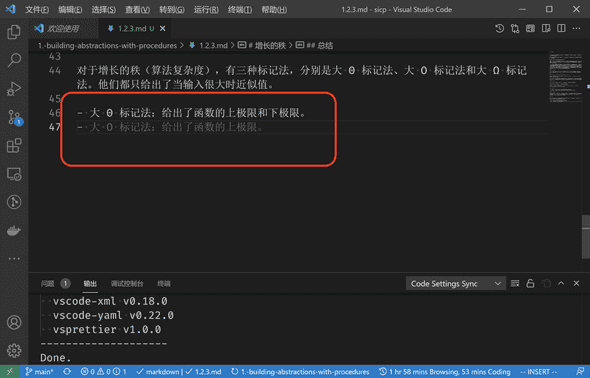 文件(F) 编辑(E) 选择(S) 查看(V) 转到(G) 运行(R) 终端(T) 帮助(H) 1.2.3.md - sicp - Visual Studio Code
欢迎使用 1.2.3.md U
1.-building-abstractions-with-procedures > 1.2.3.md > # 增长的秩 > ## 总结
43
44 对于增长的秩（算法复杂度），有三种标记法，分别是大 Θ 标记法、大 O 标记法和大 Ω 标记
法。他们都只给出了当输入很大时近似值。
45
46 - 大 Θ 标记法：给出了函数的上极限和下极限。
47 - 大 O 标记法：给出了函数的上极限。
1
问题 1 输出 调试控制台 终端 Code Settings Sync
vscode-xml v0.18.0
vscode-yaml v0.22.0
vsprettier v1.0.0
--------------------
Done.
main* 0 0 1 markdown | 1.2.3.md 1.-building-abstractions-with-procedures 1 hr 58 mins Browsing, 53 mins Coding -- INSERT --